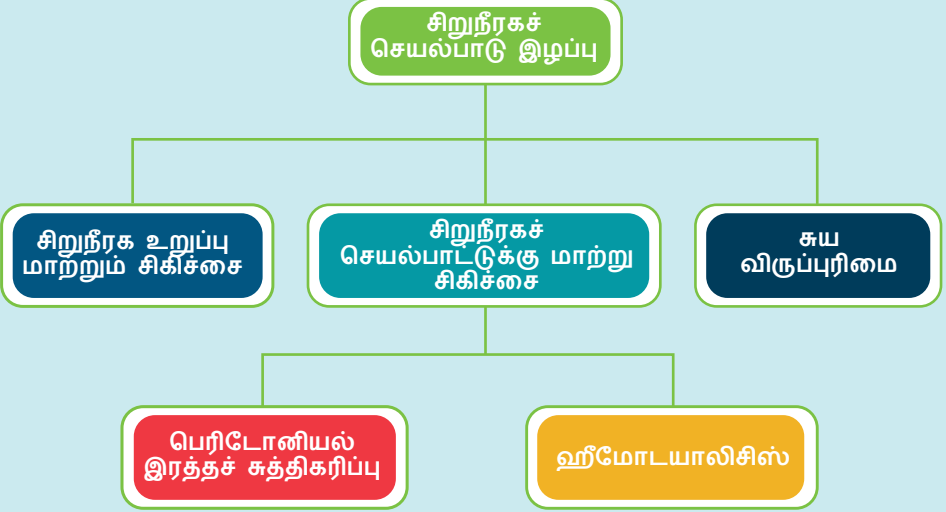 சிறுநீரகச்
செயல்பாடு இழப்பு
சிறுநீரக உறுப்பு
மாற்றும் சிகிச்சை
சிறுநீரகச்
செயல்பாட்டுக்கு மாற்று
சிகிச்சை
சுய
விருப்புரிமை
பெரிடோனியல்
இரத்தச் சுத்திகரிப்பு
ஹீமோடயாலிசிஸ்